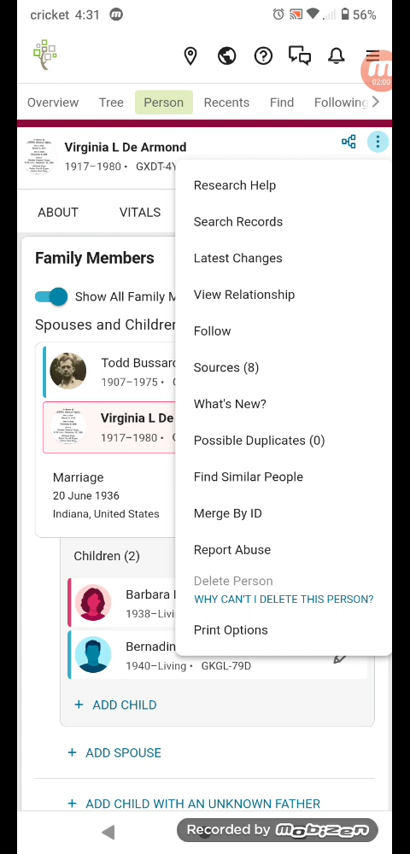 cricket 4:31 56%
02:00
Overview Tree Person Recents Find Following
Virginia L De Armond
1917–1980 • GXDT-4Y
ABOUT VITALS
Research Help
Search Records
Latest Changes
View Relationship
Follow
Sources (8)
What's New?
Possible Duplicates (0)
Find Similar People
Merge By ID
Report Abuse
Delete Person
WHY CAN'T I DELETE THIS PERSON?
Print Options
Family Members
Show All Family M
Spouses and Children
Todd Bussar
1907–1975 •
Virginia L De
1917–1980 •
Marriage
20 June 1936
Indiana, United States
Children (2)
Barbara
1938–Livi
Bernadin
1940–Living • GKGL-79D
+ ADD CHILD
+ ADD SPOUSE
+ ADD CHILD WITH AN UNKNOWN FATHER
Recorded by mobizen